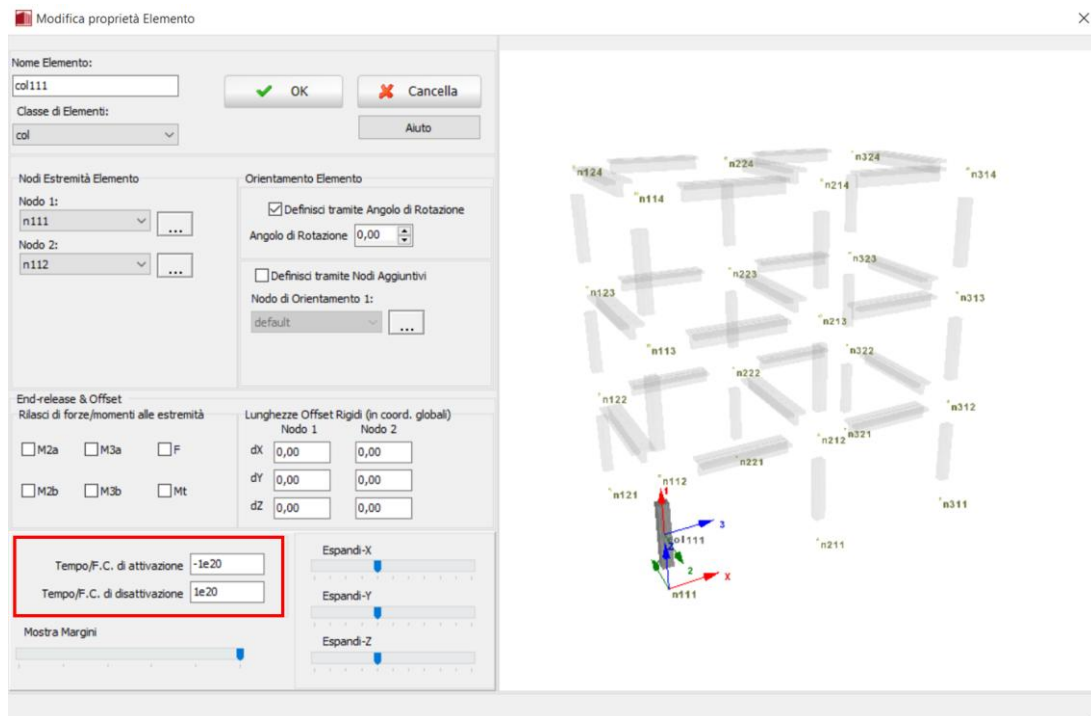 Modifica proprietà Elemento
Nome Elemento:
col111
OK
Cancella
Classe di Elementi:
col
Aiuto
Nodi Estremità Elemento
Nodo 1:
n111
...
Nodo 2:
n112
...
Orientamento Elemento
Definisci tramite Angolo di Rotazione
Angolo di Rotazione 0,00
Definisci tramite Nodi Aggiuntivi
Nodo di Orientamento 1:
default
...
End-release & Offset
Rilasci di forze/momenti alle estremità
M2a M3a F
M2b M3b Mt
Lunghezze Offset Rigidi (in coord. globali)
Nodo 1 Nodo 2
dX 0,00 0,00
dY 0,00 0,00
dZ 0,00 0,00
Tempo/F.C. di attivazione -1e20
Tempo/F.C. di disattivazione 1e20
Mostra Margini
Espandi-X
Espandi-Y
Espandi-Z
n124
n224
n324
n314
n114
n214
n123
n223
n323
n313
n113
n213
n322
n122
n222
n312
n212
n321
n221
n121
n112
n311
n211
1
3
col111
Z
2
X
n111